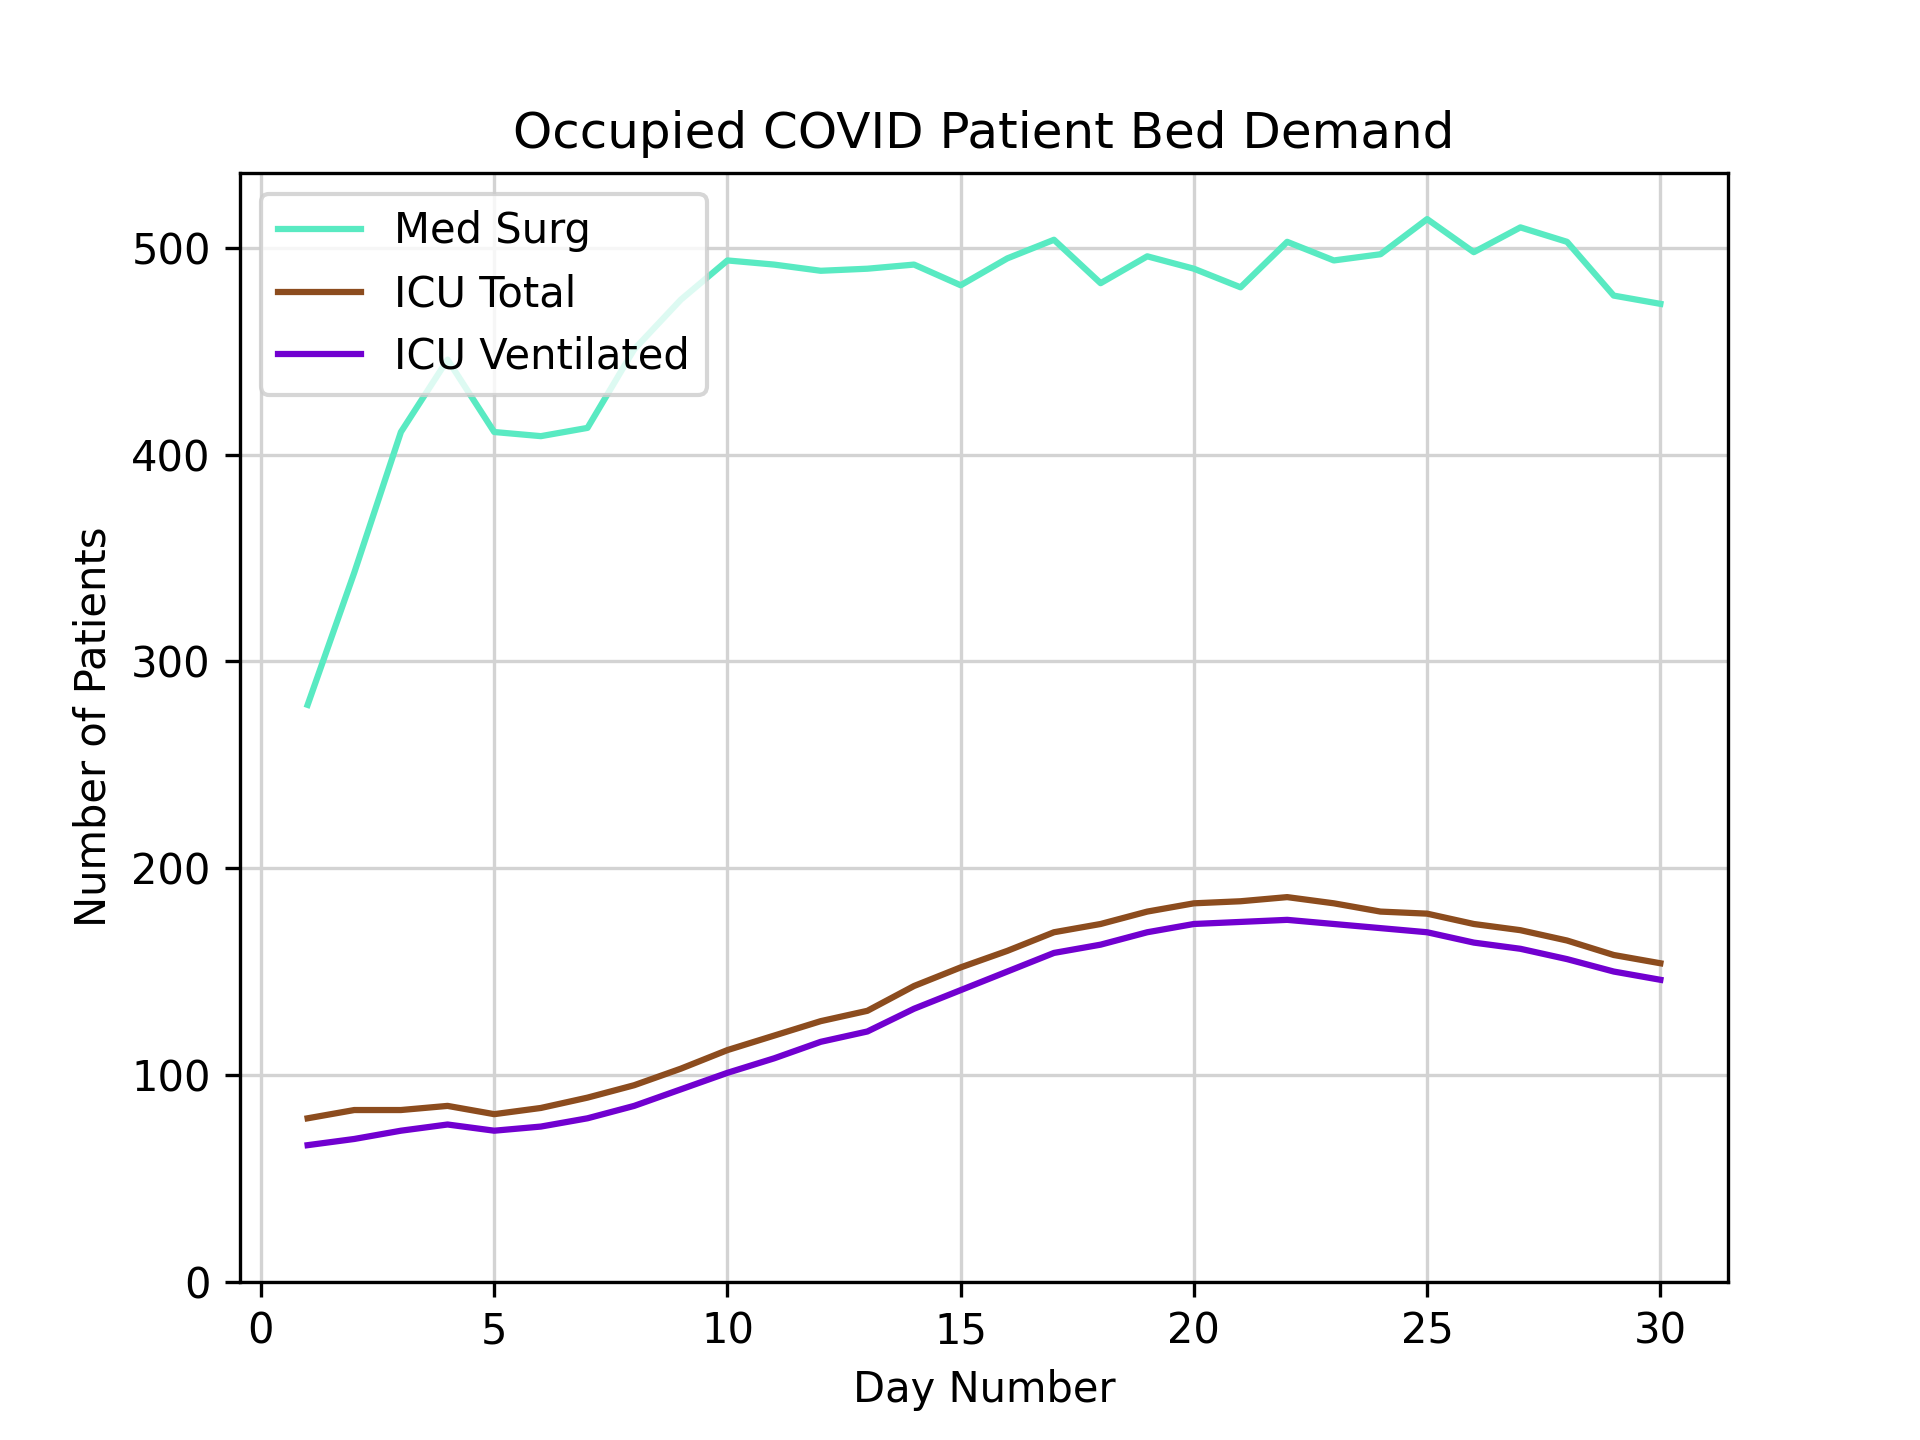 Occupied COVID Patient Bed Demand
Med Surg
ICU Total
ICU Ventilated
Number of Patients
500
400
300
200
100
0
0 5 10 15 20 25 30
Day Number